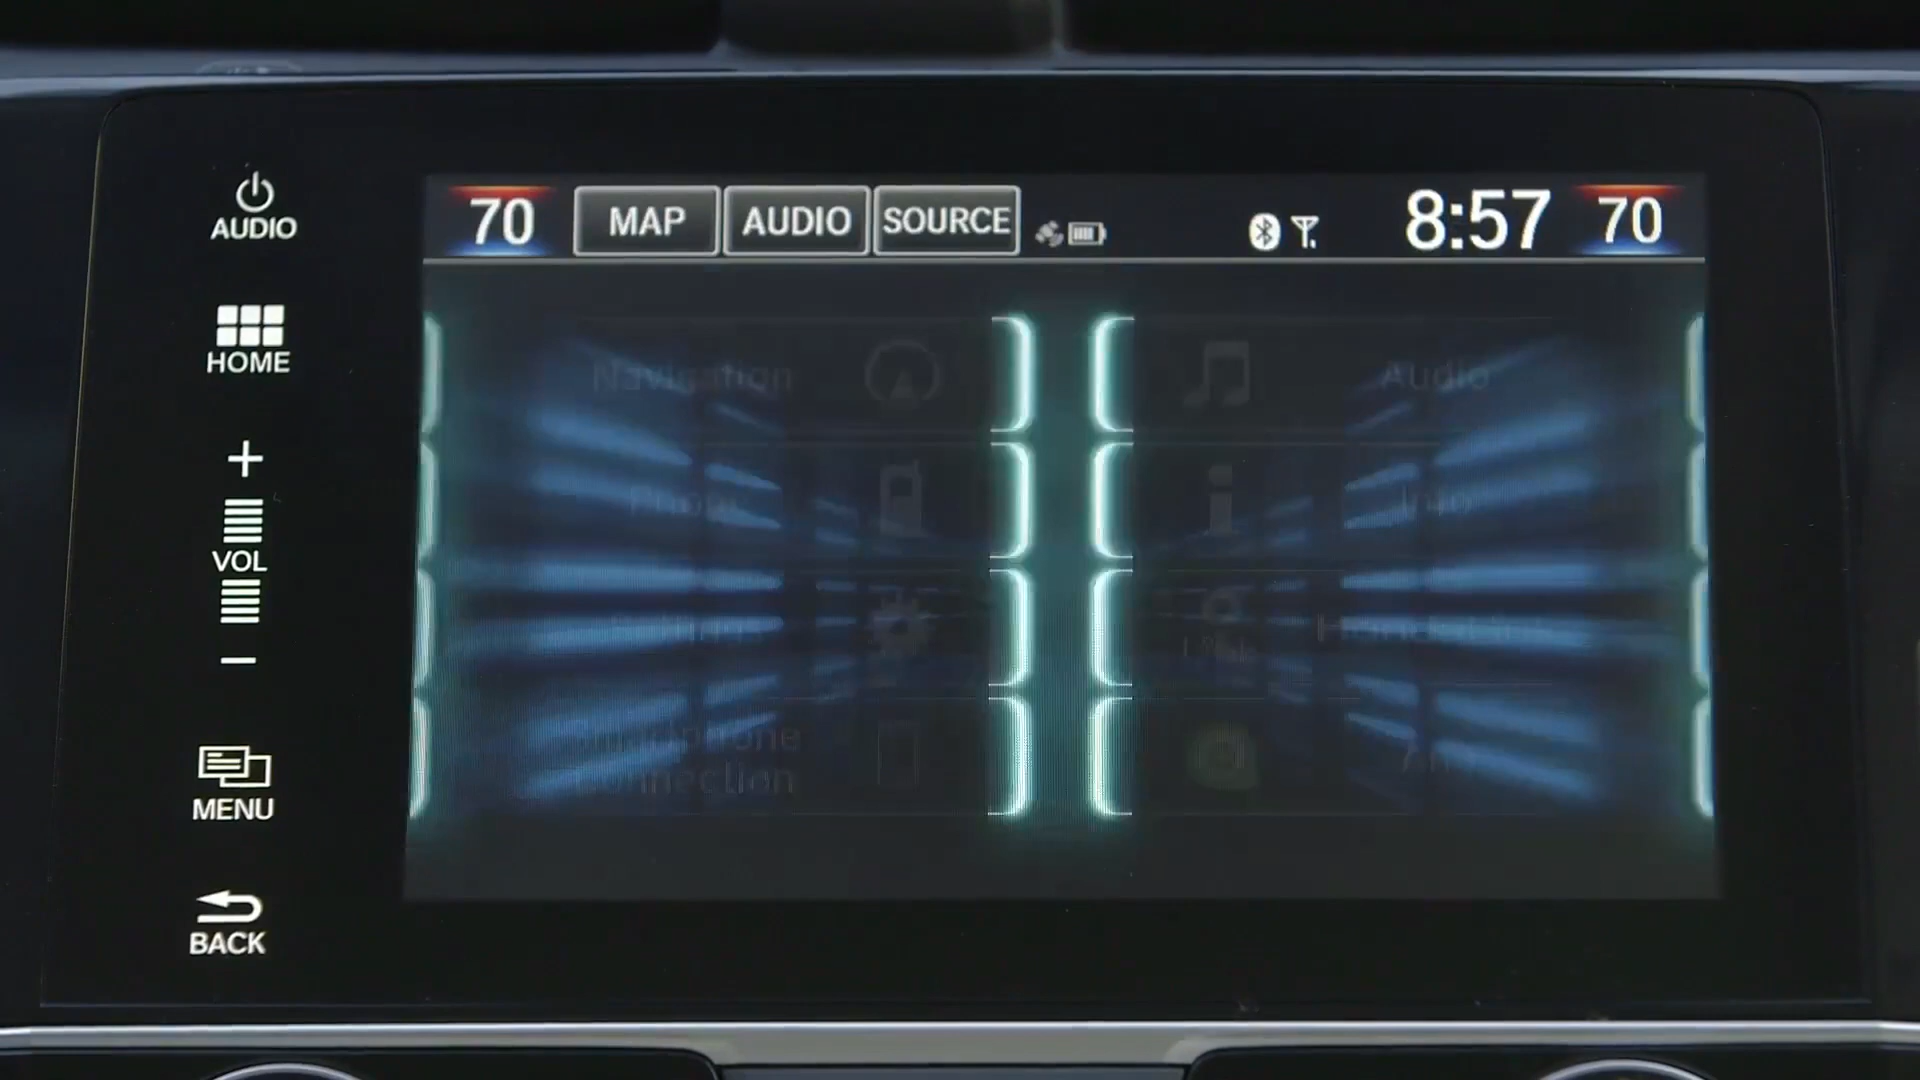 AUDIO
HOME
+
VOL
−
MENU
BACK
70 MAP AUDIO SOURCE 8:57 70
Navigation Audio
Phone Info
Settings HondaLink
Smartphone
Connection